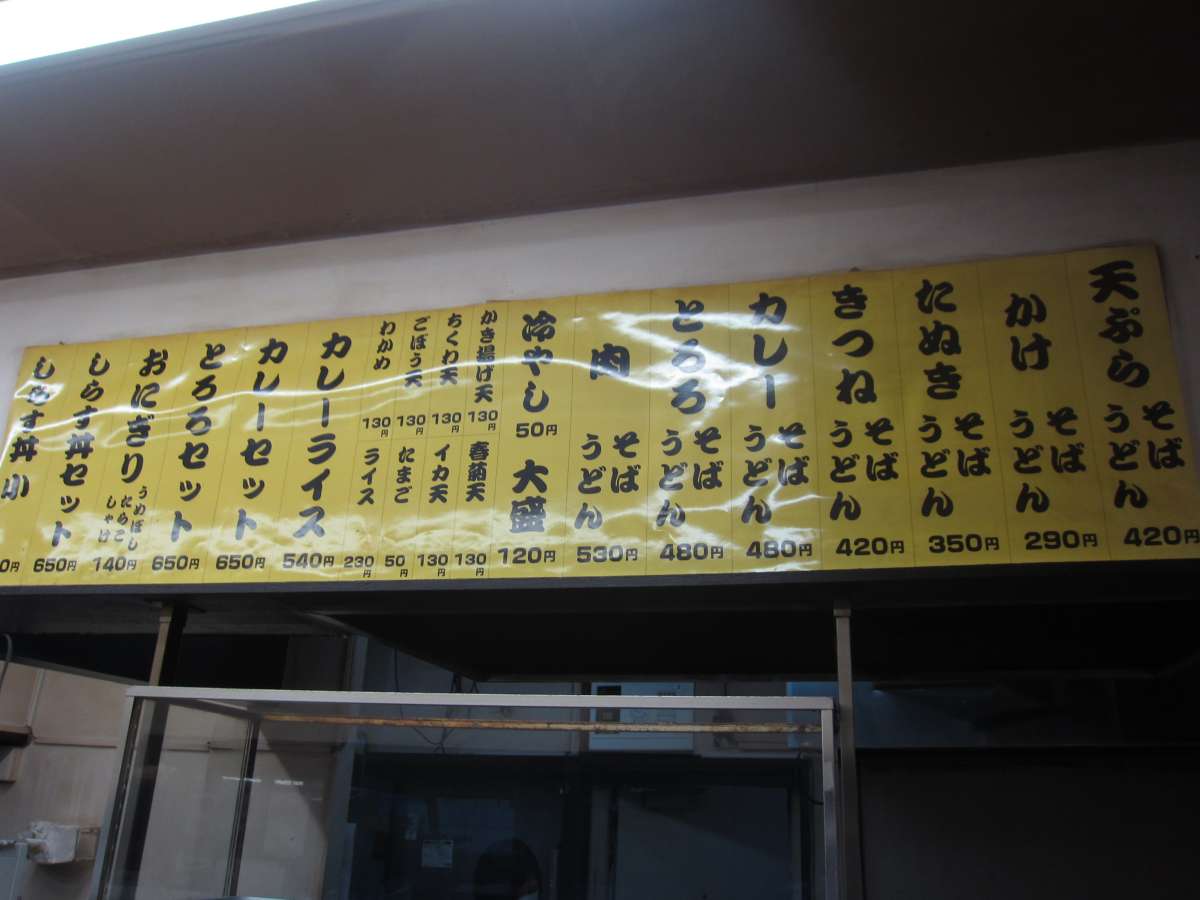 天ぷら そば うどん 420円
かけ そば うどん 290円
たぬき そば うどん 350円
きつね そば うどん 420円
カレー そば うどん 480円
とろろ そば うどん 480円
肉 そば うどん 530円
冷やし 50円
大盛 120円
かき揚げ天 130円
春菊天 130円
ちくわ天 130円
イカ天 130円
ごぼう天 130円
たまご 50円
わかめ 130円
ライス 230円
カレーライス 540円
カレーセット 650円
とろろセット 650円
おにぎり うめぼし たらこ しゃけ 140円
しらす丼セット 650円
しらす丼小 0円